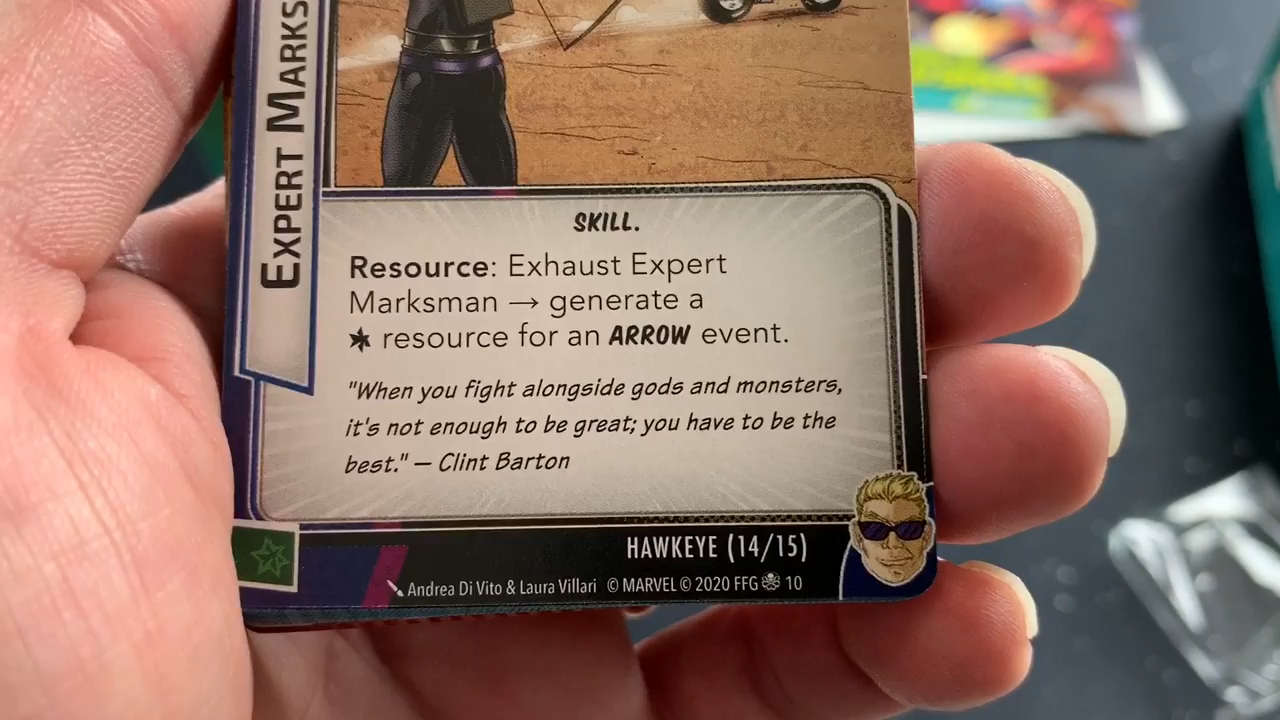 EXPERT MARKS
SKILL.
Resource: Exhaust Expert
Marksman → generate a
resource for an ARROW event.
"When you fight alongside gods and monsters,
it's not enough to be great; you have to be the
best." — Clint Barton
HAWKEYE (14/15)
Andrea Di Vito & Laura Villari © MARVEL © 2020 FFG 10